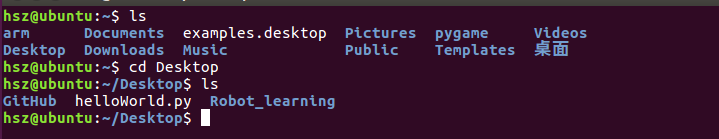 hsz@ubuntu:~$ ls
arm      Documents  examples.desktop  Pictures  pygame     Videos
Desktop  Downloads  Music             Public    Templates  桌面
hsz@ubuntu:~$ cd Desktop
hsz@ubuntu:~/Desktop$ ls
GitHub  helloWorld.py  Robot_learning
hsz@ubuntu:~/Desktop$